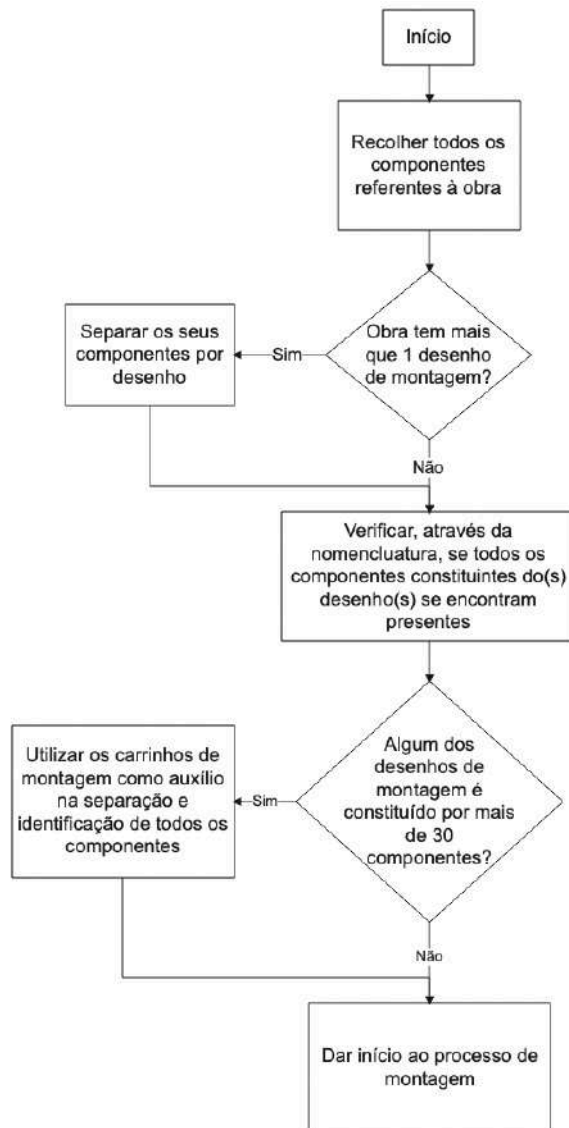 Início
Recolher todos os
componentes
referentes à obra
Obra tem mais
que 1 desenho
de montagem?
Sim
Separar os seus
componentes por
desenho
Não
Verificar, através da
nomencluatura, se todos os
componentes constituintes do(s)
desenho(s) se encontram
presentes
Algum dos
desenhos de
montagem é
constituído por mais
de 30
componentes?
Sim
Utilizar os carrinhos de
montagem como auxílio
na separação e
identificação de todos os
componentes
Não
Dar início ao processo de
montagem